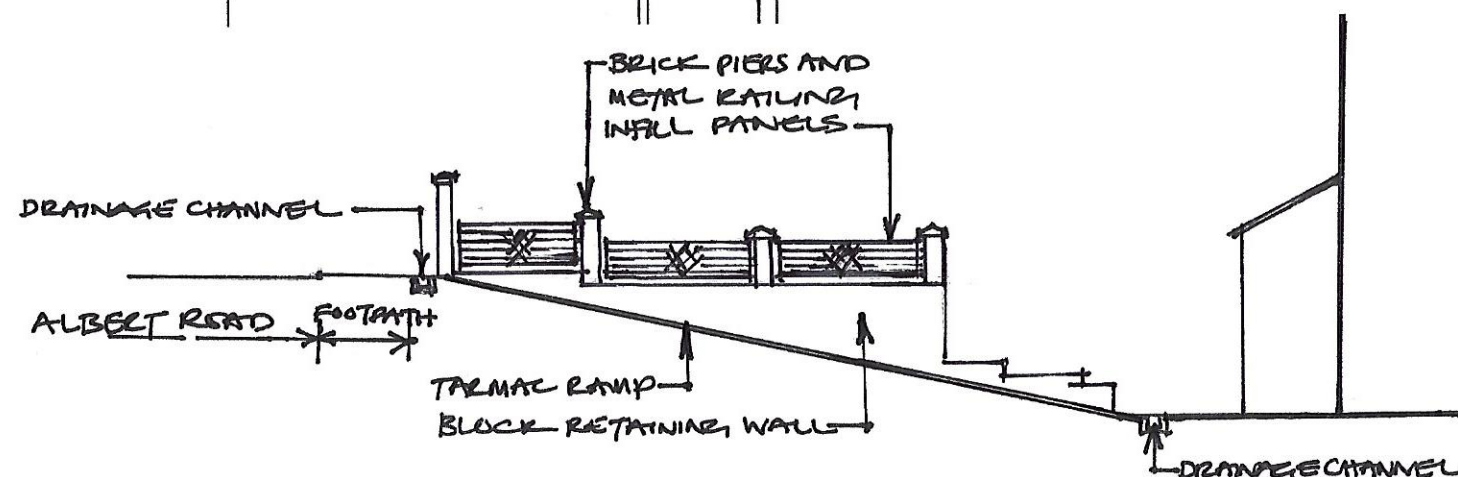 BRICK PIERS AND
METAL RAILING
INFILL PANELS
DRAINAGE CHANNEL
ALBERT ROAD
FOOTPATH
TARMAC RAMP
BLOCK RETAINING WALL
DRAINAGE CHANNEL